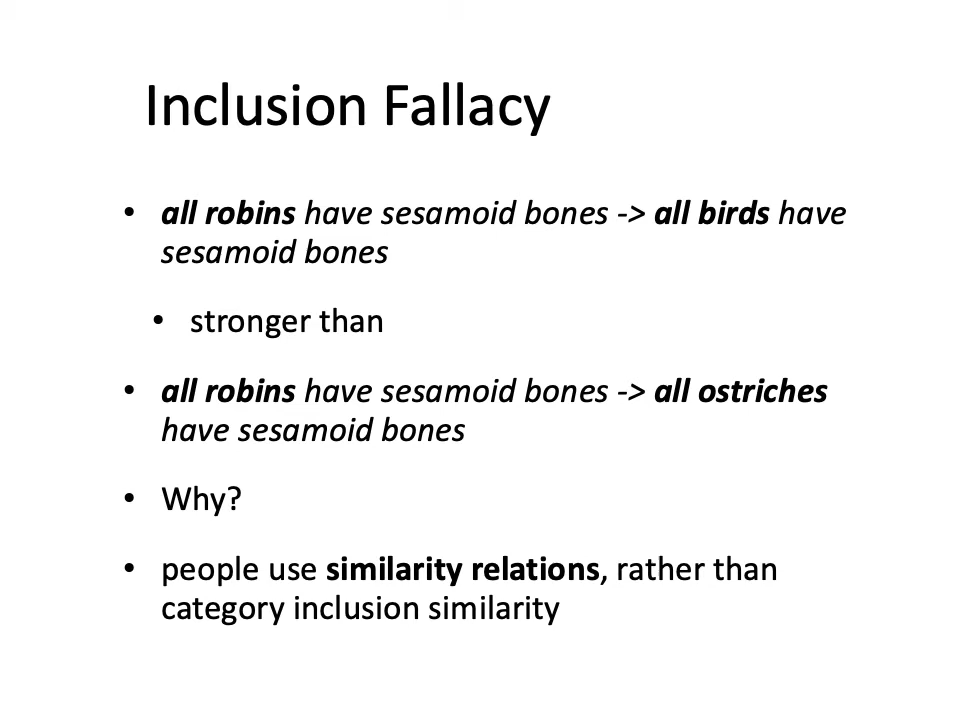 Inclusion Fallacy
• all robins have sesamoid bones -> all birds have
sesamoid bones
• stronger than
• all robins have sesamoid bones -> all ostriches
have sesamoid bones
• Why?
• people use similarity relations, rather than
category inclusion similarity